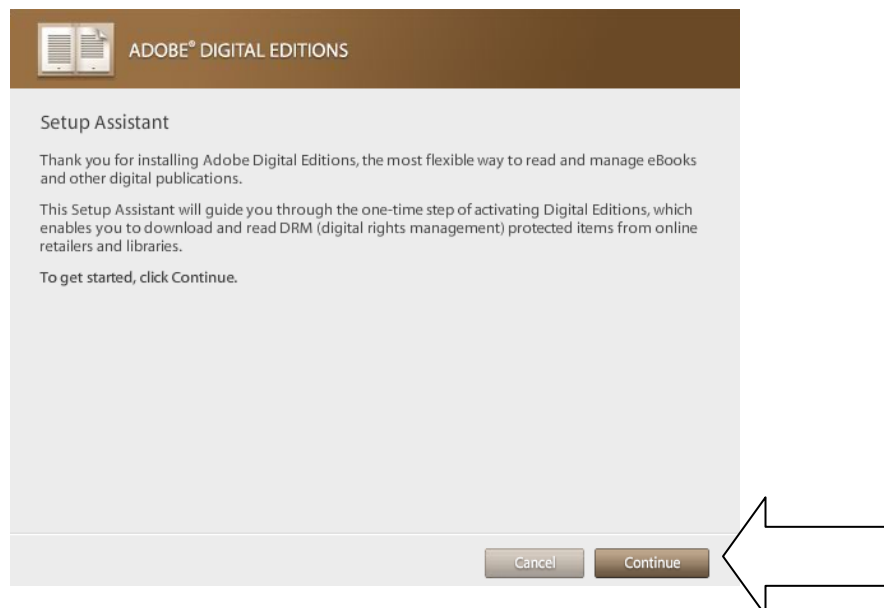 ADOBE® DIGITAL EDITIONS
Setup Assistant
Thank you for installing Adobe Digital Editions, the most flexible way to read and manage eBooks
and other digital publications.
This Setup Assistant will guide you through the one-time step of activating Digital Editions, which
enables you to download and read DRM (digital rights management) protected items from online
retailers and libraries.
To get started, click Continue.
Cancel Continue